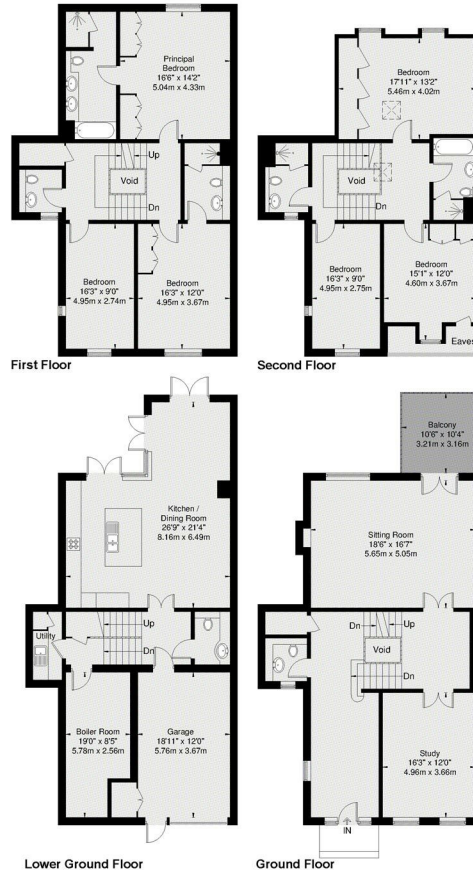 Principal
Bedroom
16'6" x 14'2"
5.04m x 4.33m
Up
Void
Dn
Bedroom
16'3" x 9'0"
4.95m x 2.74m
Bedroom
16'3" x 12'0"
4.95m x 3.67m
First Floor
Bedroom
17'11" x 13'2"
5.46m x 4.02m
Void
Dn
Bedroom
16'3" x 9'0"
4.95m x 2.75m
Bedroom
15'1" x 12'0"
4.60m x 3.67m
Eaves
Second Floor
Kitchen /
Dining Room
26'9" x 21'4"
8.16m x 6.49m
Utility
Up
Dn
Boiler Room
19'0" x 8'5"
5.78m x 2.56m
Garage
18'11" x 12'0"
5.76m x 3.67m
Lower Ground Floor
Balcony
10'6" x 10'4"
3.21m x 3.16m
Sitting Room
18'6" x 16'7"
5.65m x 5.05m
Dn
Up
Void
Dn
Study
16'3" x 12'0"
4.96m x 3.66m
IN
Ground Floor